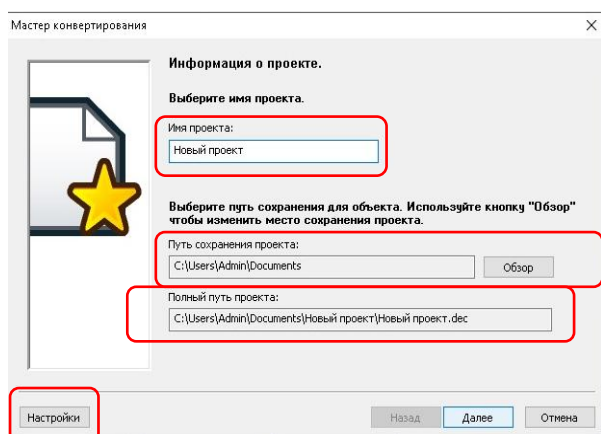 Мастер конвертирования
Информация о проекте.
Выберите имя проекта.
Имя проекта:
Новый проект
Выберите путь сохранения для объекта. Используйте кнопку "Обзор"
чтобы изменить место сохранения проекта.
Путь сохранения проекта:
C:\Users\Admin\Documents
Обзор
Полный путь проекта:
C:\Users\Admin\Documents\Новый проект\Новый проект.dec
Настройки
Назад
Далее
Отмена